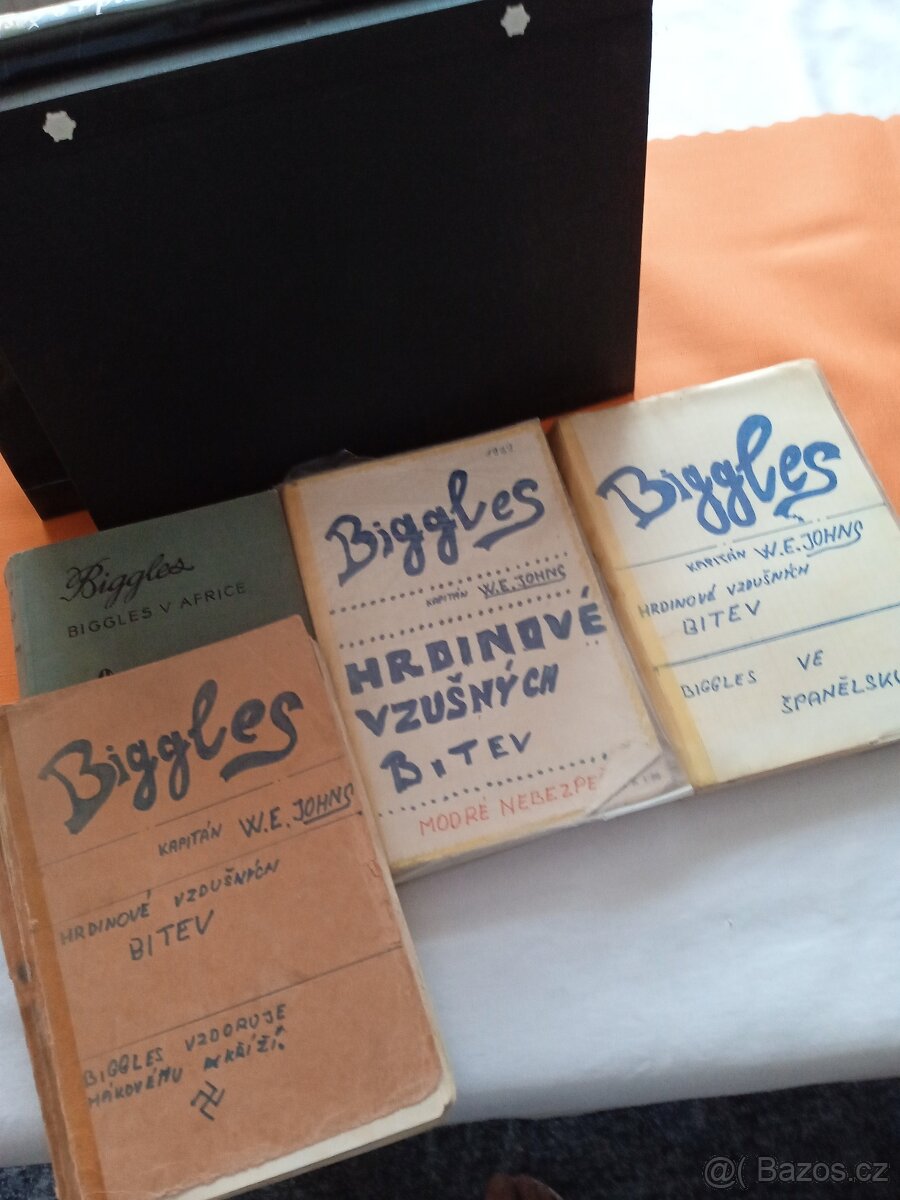 Biggles
BIGGLES V AFRICE
1939
Biggles
KAPITÁN W.E. JOHNS
HRDINOVÉ
VZUŠNÝCH
BITEV
MODRÉ NEBEZPE
Biggles
KAPITÁN W.E. JOHNS
HRDINOVÉ VZDUŠNÝCH
BITEV
BIGGLES VE
ŠPANĚLSKU
Biggles
KAPITÁN W.E. JOHNS
HRDINOVÉ VZDUŠNÝCH
BITEV
BIGGLES VZDORUJE
HÁKOVÉMU KŘÍŽI
@( Bazos.cz